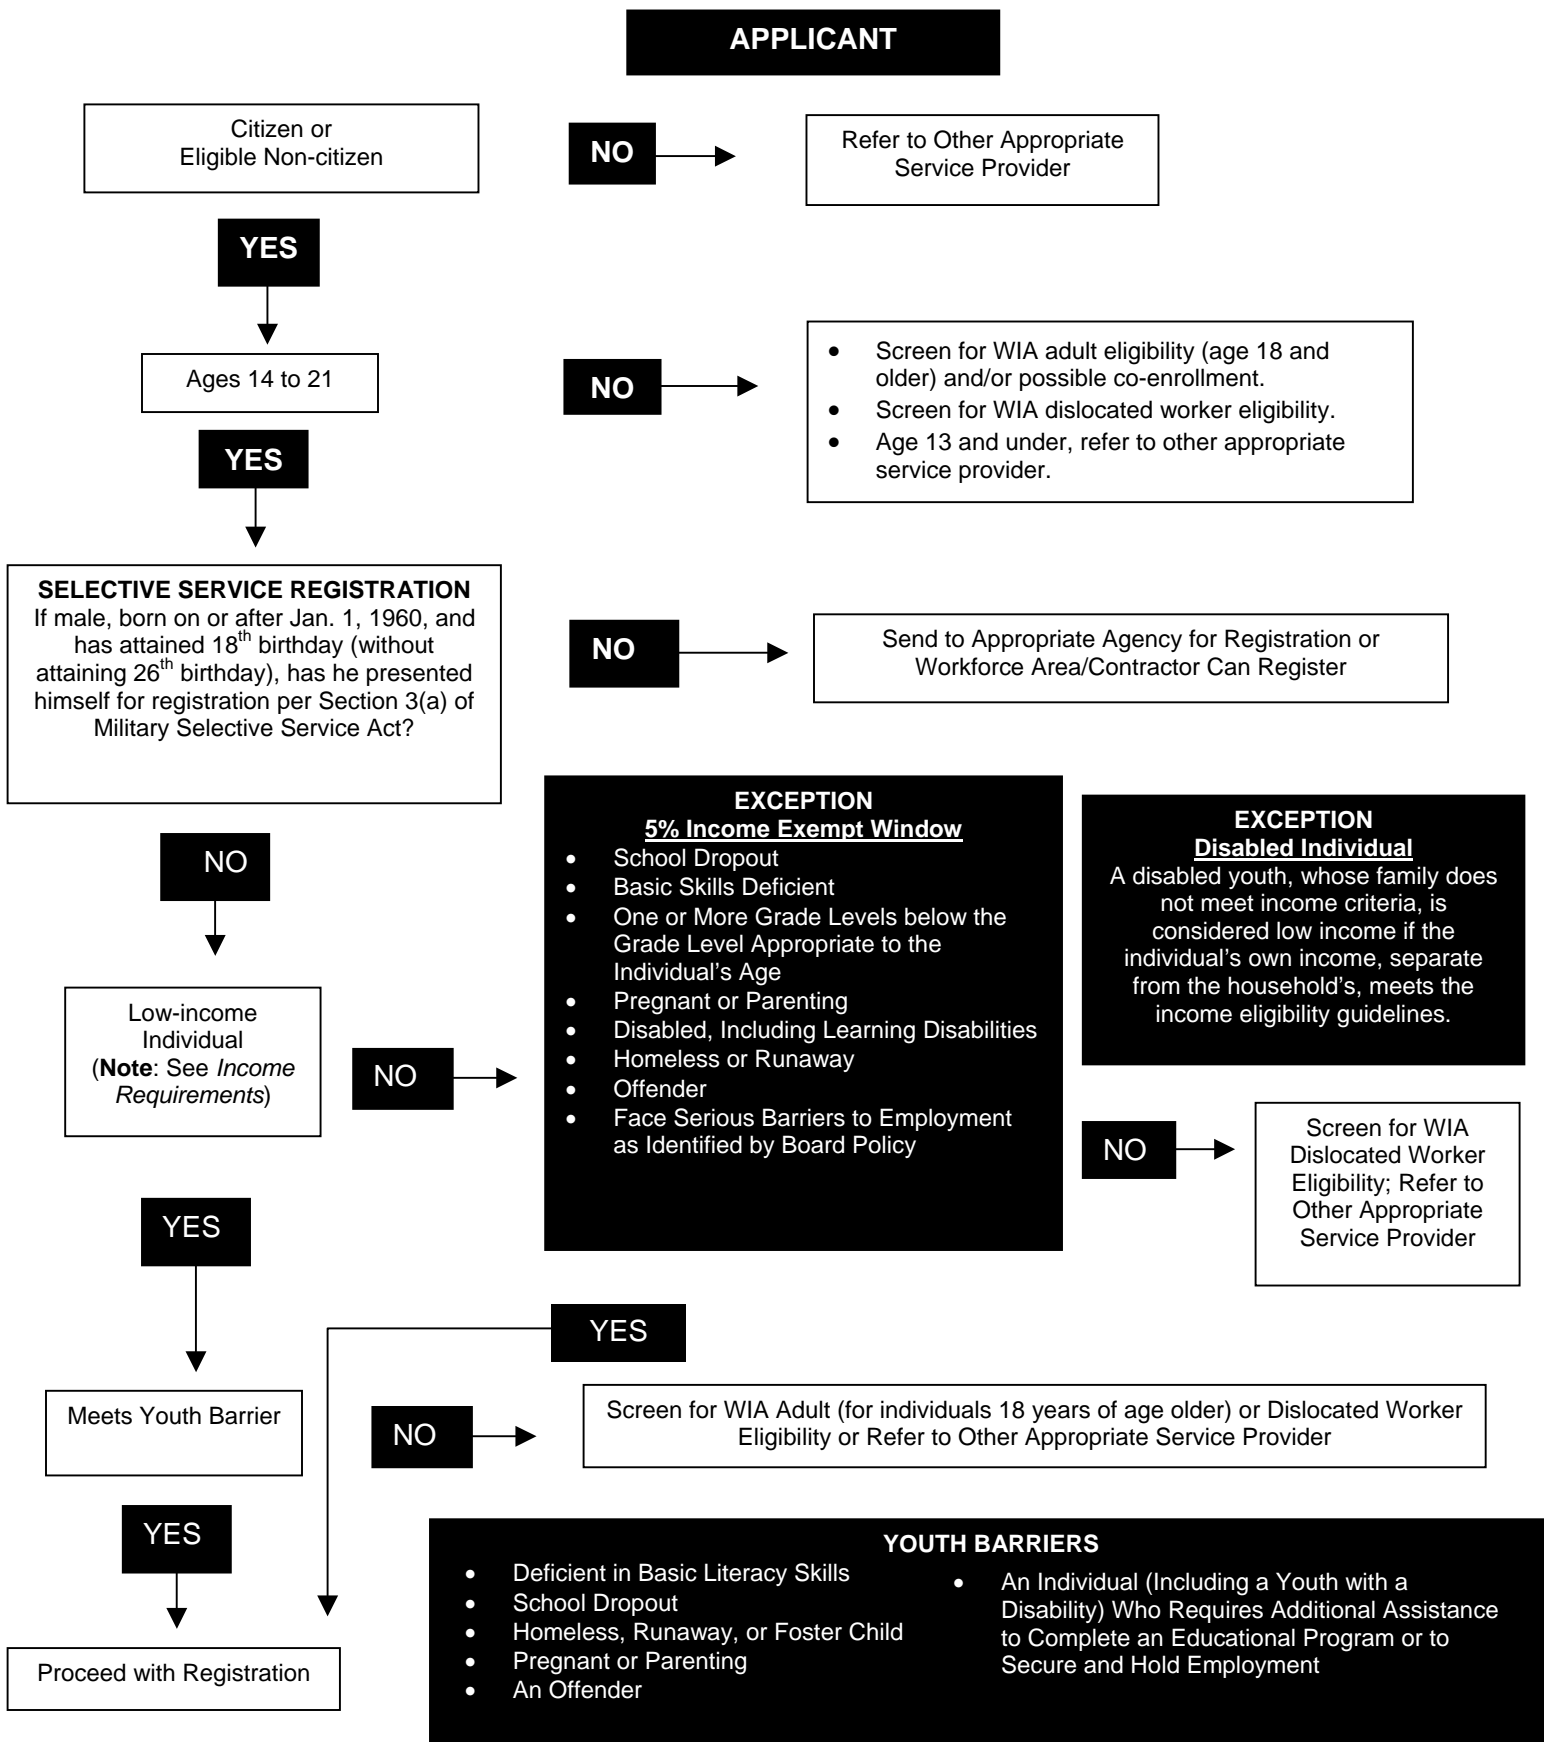 APPLICANT
Citizen or
Eligible Non-citizen
NO
Refer to Other Appropriate
Service Provider
YES
Ages 14 to 21
NO
• Screen for WIA adult eligibility (age 18 and
older) and/or possible co-enrollment.
• Screen for WIA dislocated worker eligibility.
• Age 13 and under, refer to other appropriate
service provider.
YES
SELECTIVE SERVICE REGISTRATION
If male, born on or after Jan. 1, 1960, and
has attained 18th birthday (without
attaining 26th birthday), has he presented
himself for registration per Section 3(a) of
Military Selective Service Act?
NO
Send to Appropriate Agency for Registration or
Workforce Area/Contractor Can Register
NO
Low-income
Individual
(Note: See Income
Requirements)
NO
EXCEPTION
5% Income Exempt Window
• School Dropout
• Basic Skills Deficient
• One or More Grade Levels below the
Grade Level Appropriate to the
Individual’s Age
• Pregnant or Parenting
• Disabled, Including Learning Disabilities
• Homeless or Runaway
• Offender
• Face Serious Barriers to Employment
as Identified by Board Policy
EXCEPTION
Disabled Individual
A disabled youth, whose family does
not meet income criteria, is
considered low income if the
individual’s own income, separate
from the household’s, meets the
income eligibility guidelines.
NO
Screen for WIA
Dislocated Worker
Eligibility; Refer to
Other Appropriate
Service Provider
YES
YES
Meets Youth Barrier
NO
Screen for WIA Adult (for individuals 18 years of age older) or Dislocated Worker
Eligibility or Refer to Other Appropriate Service Provider
YES
Proceed with Registration
YOUTH BARRIERS
• Deficient in Basic Literacy Skills
• School Dropout
• Homeless, Runaway, or Foster Child
• Pregnant or Parenting
• An Offender
• An Individual (Including a Youth with a
Disability) Who Requires Additional Assistance
to Complete an Educational Program or to
Secure and Hold Employment